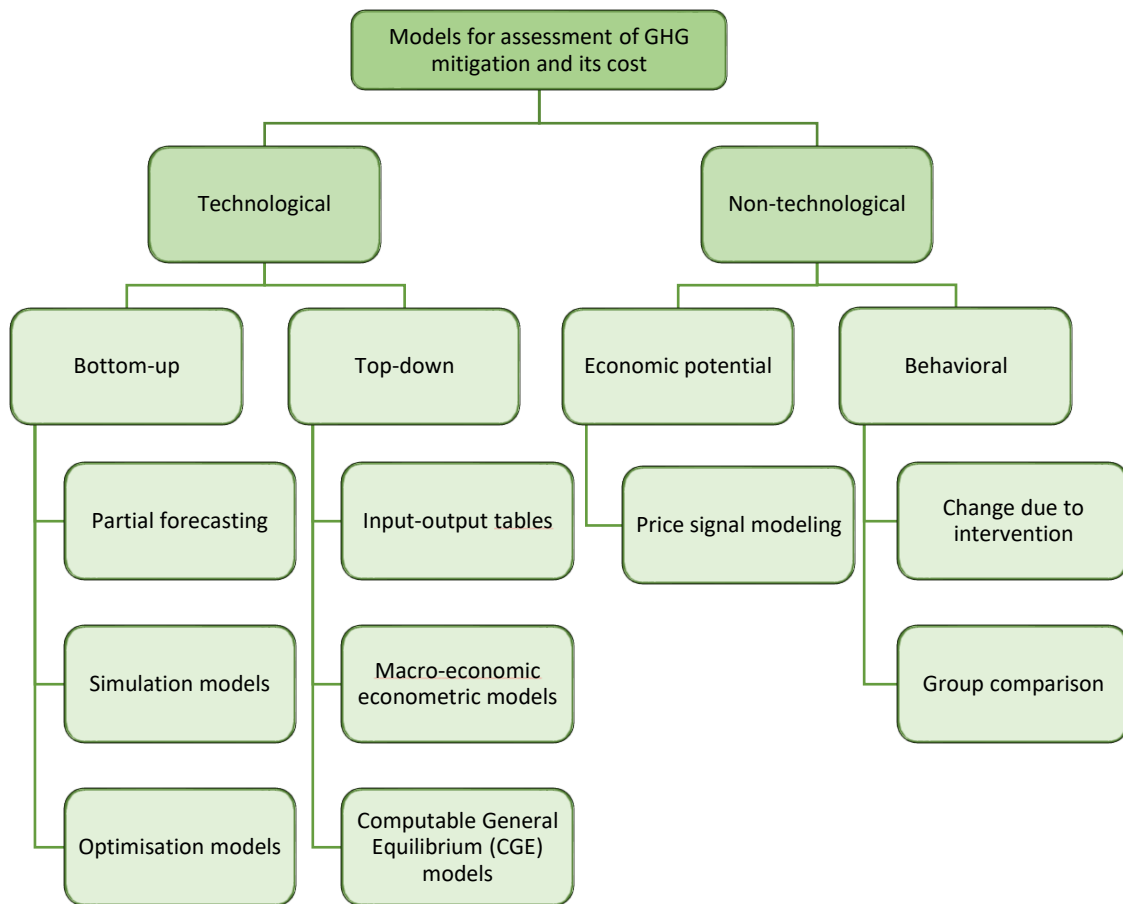 Models for assessment of GHG
mitigation and its cost
Technological
Non-technological
Bottom-up
Top-down
Economic potential
Behavioral
Partial forecasting
Input-output tables
Price signal modeling
Change due to
intervention
Simulation models
Macro-economic
econometric models
Group comparison
Optimisation models
Computable General
Equilibrium (CGE)
models